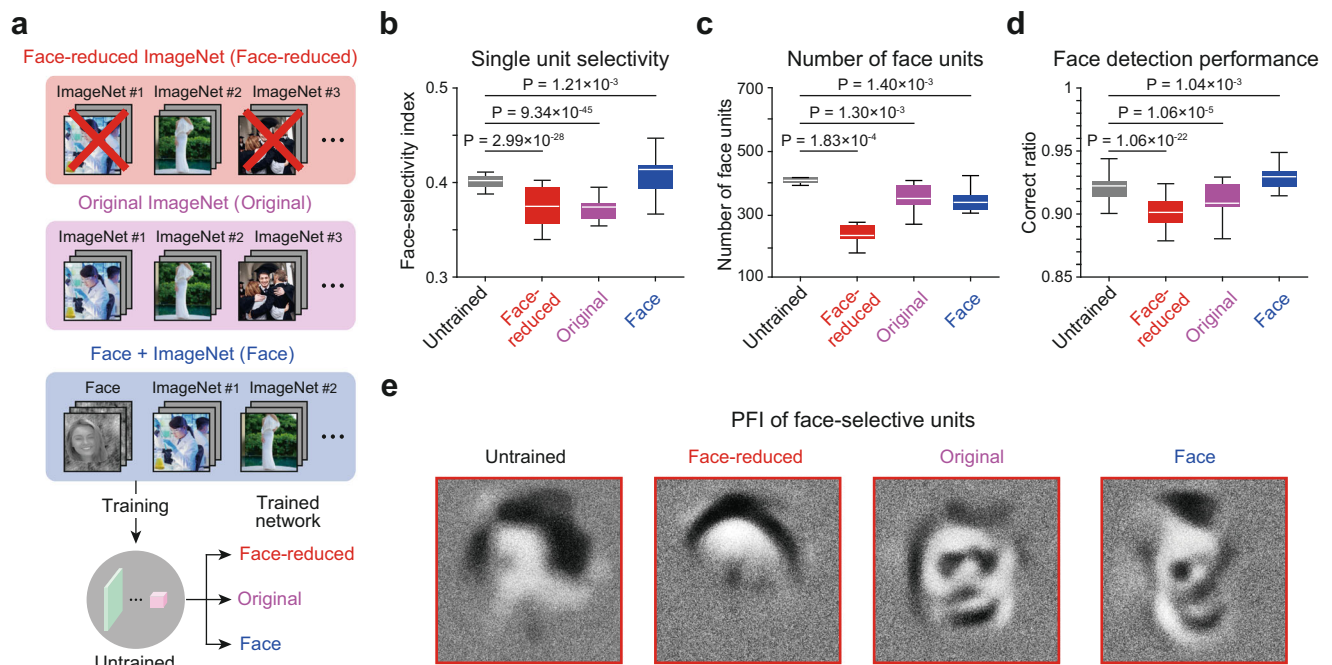 a
Face-reduced ImageNet (Face-reduced)
ImageNet #1 ImageNet #2 ImageNet #3
...
Original ImageNet (Original)
ImageNet #1 ImageNet #2 ImageNet #3
...
Face + ImageNet (Face)
Face ImageNet #1 ImageNet #2
...
Training
Trained
network
Face-reduced
Original
Face
...
Untrained
b
Single unit selectivity
P = 1.21×10-3
P = 9.34×10-45
P = 2.99×10-28
Face-selectivity index
0.5
0.4
0.3
Untrained
Face-
reduced
Original
Face
c
Number of face units
P = 1.40×10-3
P = 1.30×10-3
P = 1.83×10-4
Number of face units
700
500
300
100
Untrained
Face-
reduced
Original
Face
d
Face detection performance
P = 1.04×10-3
P = 1.06×10-5
P = 1.06×10-22
Correct ratio
1
0.95
0.90
0.85
Untrained
Face-
reduced
Original
Face
e
PFI of face-selective units
Untrained Face-reduced Original Face